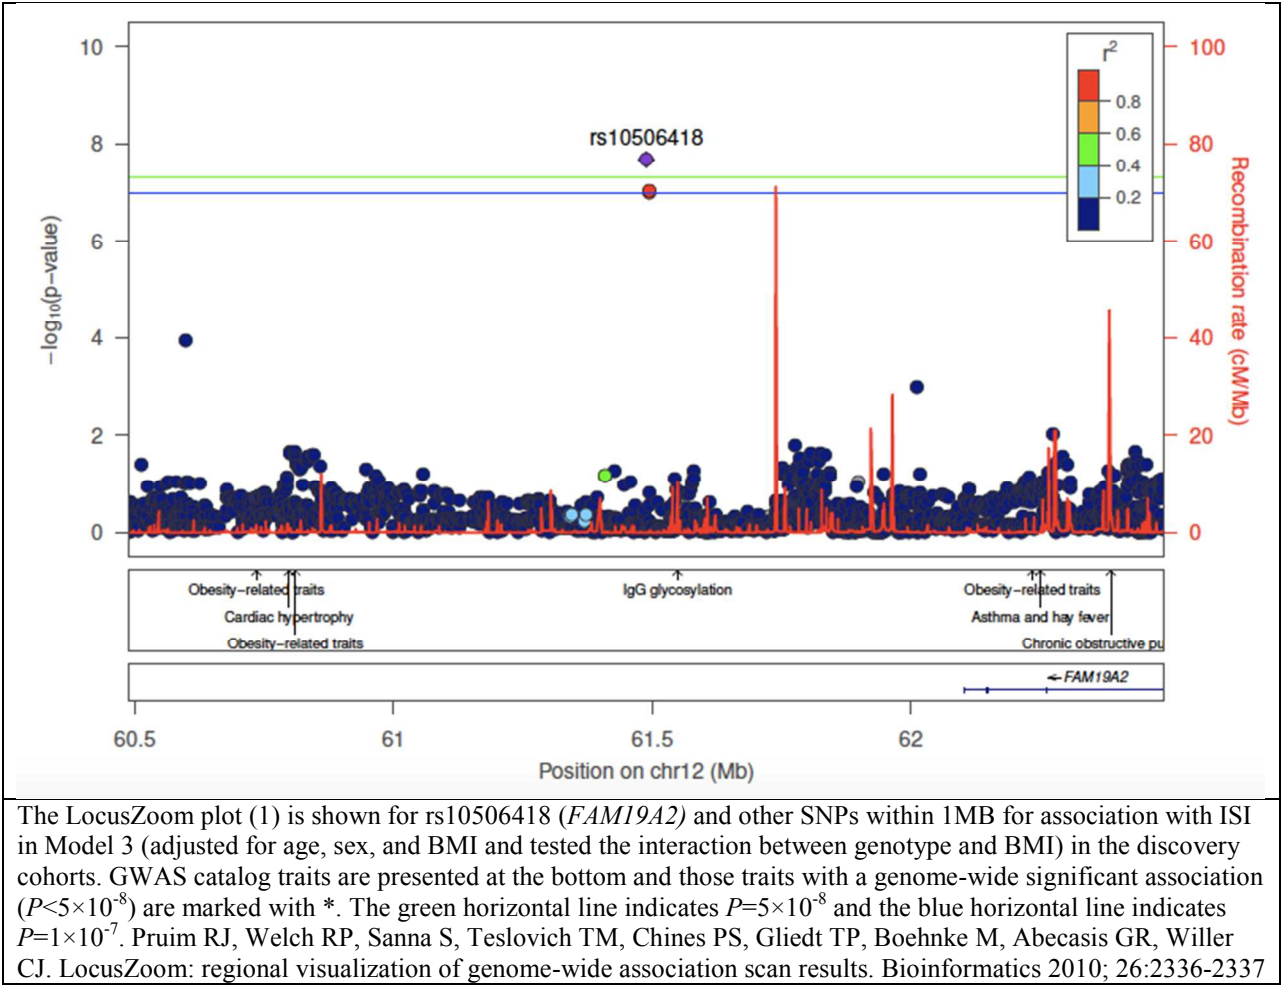 10
8
6
4
2
0
−log10(p−value)
rs10506418
r2
0.8
0.6
0.4
0.2
100
80
60
40
20
0
Recombination rate (cM/Mb)
Obesity−related traits
IgG glycosylation
Obesity−related traits
Cardiac hypertrophy
Asthma and hay fever
Obesity−related traits
Chronic obstructive pu
FAM19A2
60.5
61
61.5
62
Position on chr12 (Mb)
The LocusZoom plot (1) is shown for rs10506418 (FAM19A2) and other SNPs within 1MB for association with ISI
in Model 3 (adjusted for age, sex, and BMI and tested the interaction between genotype and BMI) in the discovery
cohorts. GWAS catalog traits are presented at the bottom and those traits with a genome-wide significant association
(P<5×10-8) are marked with *. The green horizontal line indicates P=5×10-8 and the blue horizontal line indicates
P=1×10-7. Pruim RJ, Welch RP, Sanna S, Teslovich TM, Chines PS, Gliedt TP, Boehnke M, Abecasis GR, Willer
CJ. LocusZoom: regional visualization of genome-wide association scan results. Bioinformatics 2010; 26:2336-2337